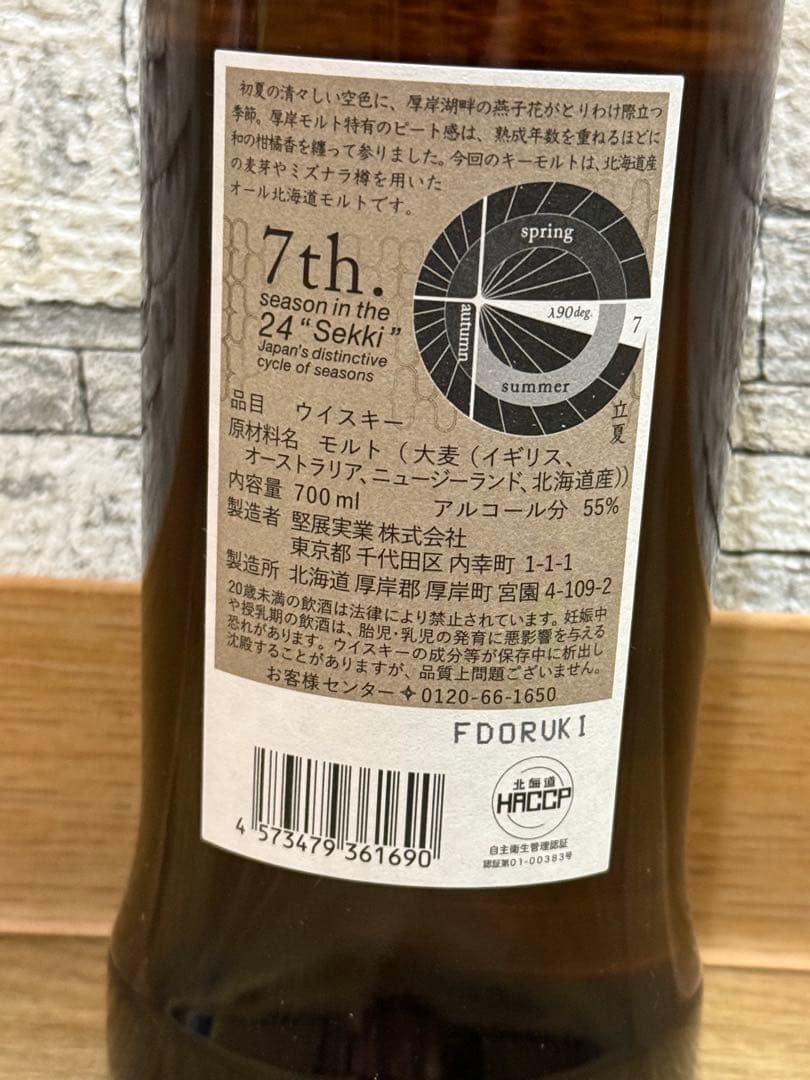 初夏の清々しい空色に、厚岸湖畔の燕子花がとりわけ際立つ
季節。厚岸モルト特有のピート感は、熟成年数を重ねるほどに
和の柑橘香を纏って参りました。今回のキーモルトは、北海道産
の麦芽やミズナラ樽を用いた
オール北海道モルトです。
7th.
season in the
24 “Sekki”
Japan's distinctive
cycle of seasons
spring
λ90deg.
7
autumn
summer
立夏
品目 ウイスキー
原材料名 モルト（大麦（イギリス、
オーストラリア、ニュージーランド、北海道産））
内容量 700ml アルコール分 55%
製造者 堅展実業 株式会社
東京都 千代田区 内幸町 1-1-1
製造所 北海道 厚岸郡 厚岸町 宮園 4-109-2
20歳未満の飲酒は法律により禁止されています。妊娠中
や授乳期の飲酒は、胎児・乳児の発育に悪影響を与える
恐れがあります。ウイスキーの成分等が保存中に析出し
沈殿することがありますが、品質上問題ございません。
お客様センター✧0120-66-1650
FDORUKI
4 573479 361690
北海道
HACCP
自主衛生管理認証
認証第01-00383号